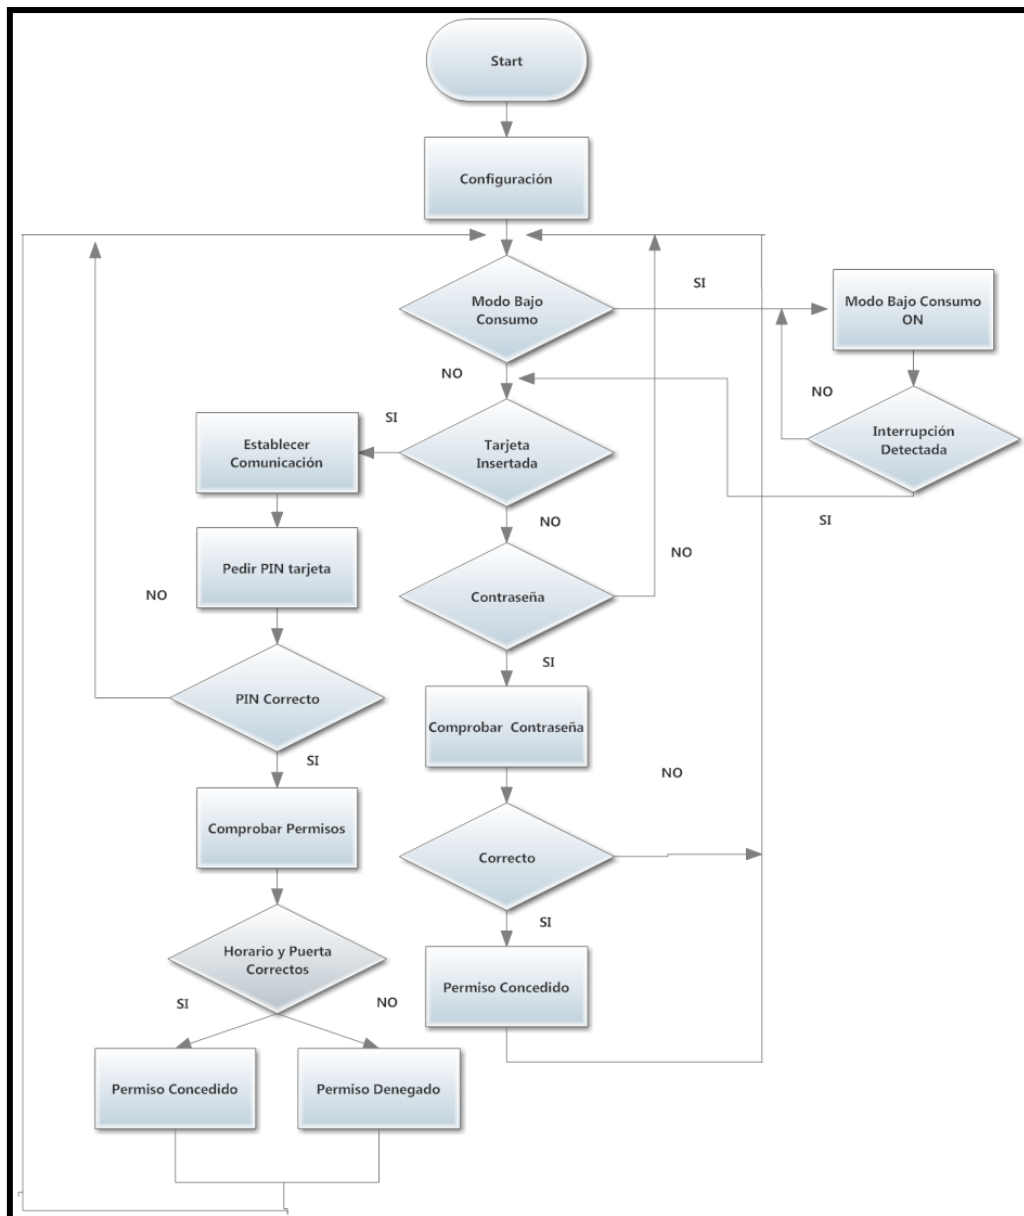 Start
Configuración
Modo Bajo
Consumo
SI
Modo Bajo Consumo
ON
NO
NO
Interrupción
Detectada
SI
SI
Establecer
Comunicación
Tarjeta
Insertada
NO
NO
Pedir PIN tarjeta
NO
Contraseña
SI
PIN Correcto
SI
Comprobar Contraseña
NO
Comprobar Permisos
Correcto
SI
Horario y Puerta
Correctos
SI
NO
Permiso Concedido
Permiso Concedido
Permiso Denegado